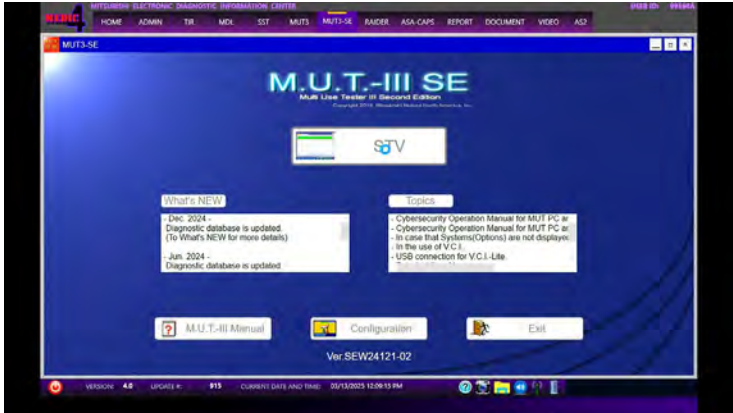 MITSUBISHI ELECTRONIC DIAGNOSTIC INFORMATION CENTER
USER ID:
MEDIC 4
HOME ADMIN TIR MDL SST MUT3 MUT3-SE RAIDER ASA-CAPS REPORT DOCUMENT VIDEO AS2
MUT3-SE
M.U.T.-III SE
Multi Use Tester III Second Edition
STV
What's NEW
Topics
- Dec. 2024 -
Diagnostic database is updated.
(To What's NEW for more details)
- Jun. 2024 -
Diagnostic database is updated
- Cybersecurity Operation Manual for MUT PC ar
- Cybersecurity Operation Manual for MUT PC ar
- In case that Systems(Options) are not displayed
- In the use of V.C.I.
- USB connection for V.C.I.-Lite.
M.U.T.-III Manual
Configuration
Exit
Ver.SEW24121-02
VERSION: 4.0 UPDATE #: 915 CURRENT DATE AND TIME: 03/13/2025 12:09:15 PM